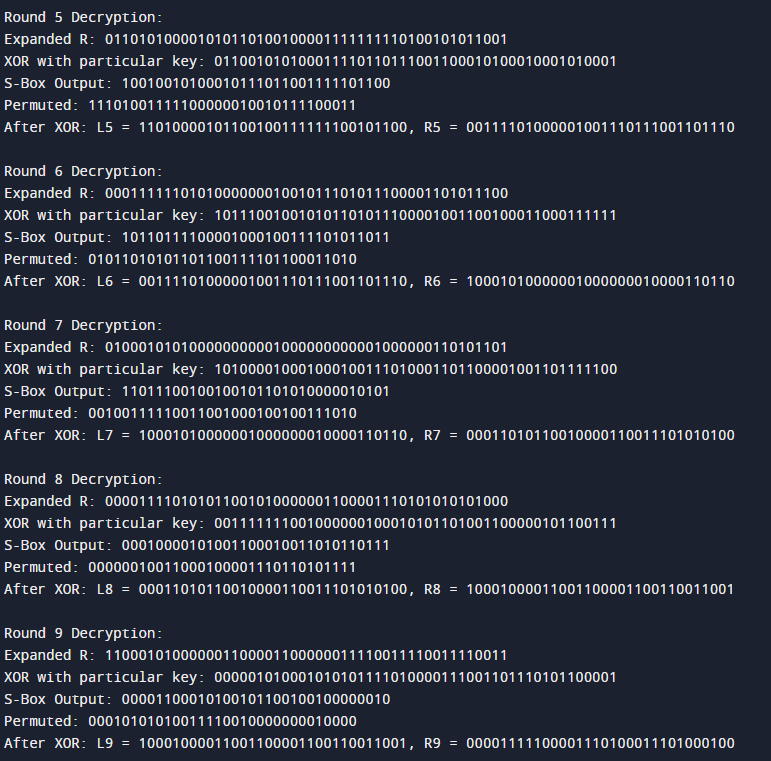 Round 5 Decryption:
Expanded R: 011010100001010110100100001111111110100101011001
XOR with particular key: 011001010100011110110111001100010100010001010001
S-Box Output: 10010010100010111011001111101100
Permuted: 11101001111100000010010111100011
After XOR: L5 = 11010000101100100111111100101100, R5 = 00111101000001001110111001101110
Round 6 Decryption:
Expanded R: 000111111010100000001001011101011100001101011100
XOR with particular key: 101110010010101101011100001001100100011000111111
S-Box Output: 10110111100001000100111101011011
Permuted: 01011010101101100111101100011010
After XOR: L6 = 00111101000001001110111001101110, R6 = 10001010000001000000010000110110
Round 7 Decryption:
Expanded R: 010001010100000000001000000000001000000110101101
XOR with particular key: 101000010001000100111010001101100001001101111100
S-Box Output: 11011100100100101101010000010101
Permuted: 00100111110011001000100100111010
After XOR: L7 = 10001010000001000000010000110110, R7 = 00011010110010000110011101010100
Round 8 Decryption:
Expanded R: 000011110101011001010000001100001110101010101000
XOR with particular key: 001111111001000000100010101101001100000101100111
S-Box Output: 00010000101001100010011010110111
Permuted: 00000010011000100001110110101111
After XOR: L8 = 00011010110010000110011101010100, R8 = 10001000011001100001100110011001
Round 9 Decryption:
Expanded R: 110001010000001100001100000011110011110011110011
XOR with particular key: 000001010001010101111010000111001101110101100001
S-Box Output: 00001100010100101100100100000010
Permuted: 00010101010011110010000000010000
After XOR: L9 = 10001000011001100001100110011001, R9 = 00001111100001110100011101000100